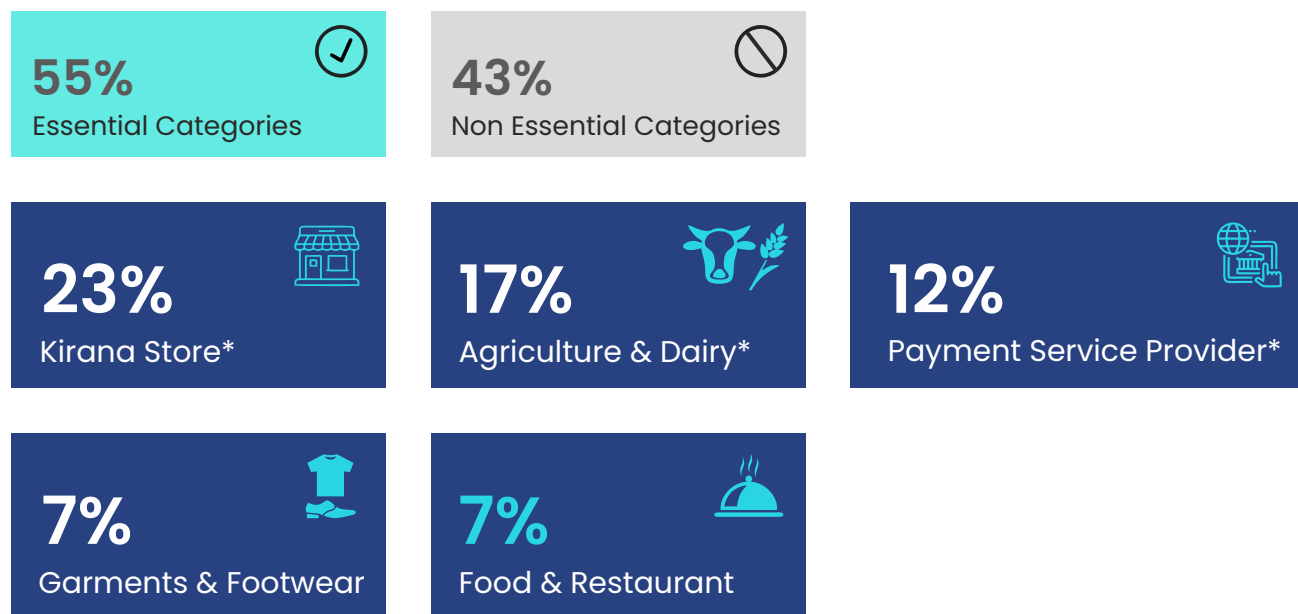 55%
Essential Categories
43%
Non Essential Categories
23%
Kirana Store*
17%
Agriculture & Dairy*
12%
Payment Service Provider*
7%
Garments & Footwear
7%
Food & Restaurant